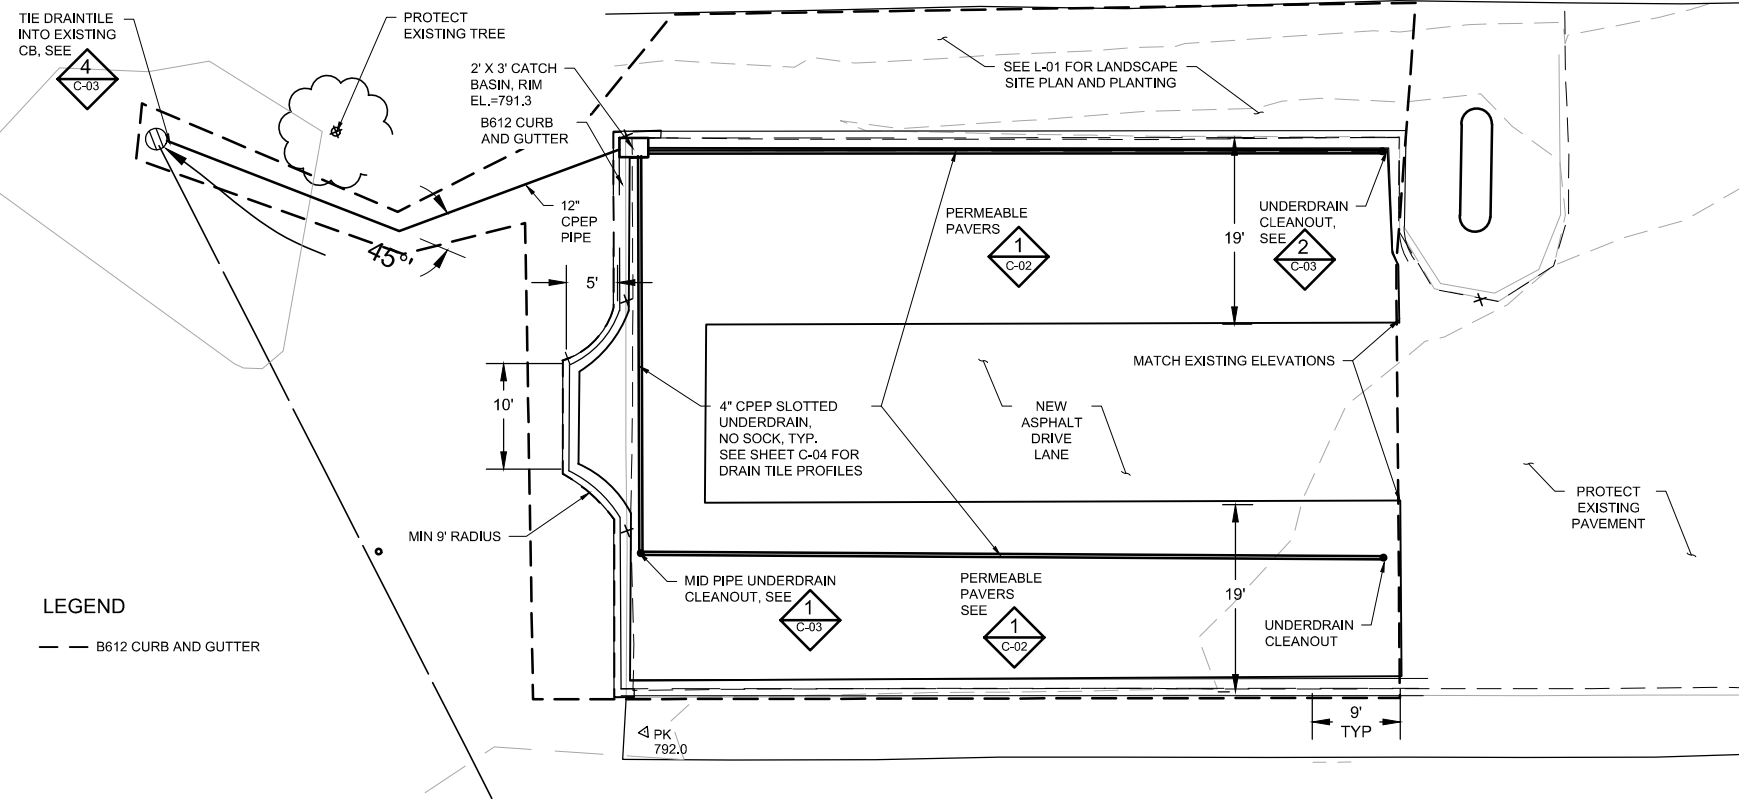 TIE DRAINTILE
INTO EXISTING
CB, SEE
4
C-03
PROTECT
EXISTING TREE
2' X 3' CATCH
BASIN, RIM
EL.=791.3
B612 CURB
AND GUTTER
SEE L-01 FOR LANDSCAPE
SITE PLAN AND PLANTING
12"
CPEP
PIPE
45°
5'
10'
PERMEABLE
PAVERS
1
C-02
19'
UNDERDRAIN
CLEANOUT,
SEE
2
C-03
MATCH EXISTING ELEVATIONS
4" CPEP SLOTTED
UNDERDRAIN,
NO SOCK, TYP.
SEE SHEET C-04 FOR
DRAIN TILE PROFILES
NEW
ASPHALT
DRIVE
LANE
PROTECT
EXISTING
PAVEMENT
MIN 9' RADIUS
MID PIPE UNDERDRAIN
CLEANOUT, SEE
1
C-03
PERMEABLE
PAVERS
SEE
1
C-02
19'
UNDERDRAIN
CLEANOUT
LEGEND
B612 CURB AND GUTTER
PK
792.0
9'
TYP